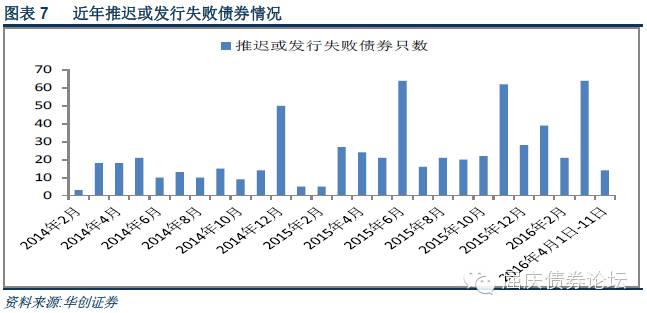 图表 7 近年推迟或发行失败债券情况
推迟或发行失败债券只数
70
60
50
40
30
20
10
0
2014年2月
2014年4月
2014年6月
2014年8月
2014年10月
2014年12月
2015年2月
2015年4月
2015年6月
2015年8月
2015年10月
2015年12月
2016年2月
2016年4月1日-11日
庆债券论坛
资料来源:华创证券